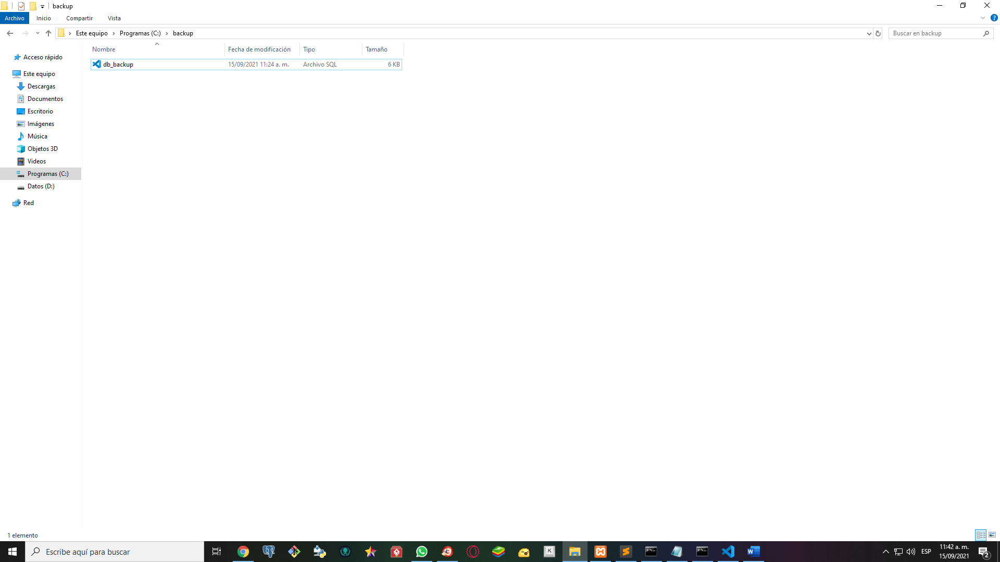 backup
Archivo
Inicio
Compartir
Vista
Este equipo
Programas (C:)
backup
Buscar en backup
Nombre
Fecha de modificación
Tipo
Tamaño
db_backup
15/09/2021 11:24 a. m.
Archivo SQL
6 KB
Acceso rápido
Este equipo
Descargas
Documentos
Escritorio
Imágenes
Música
Objetos 3D
Videos
Programas (C:)
Datos (D:)
Red
1 elemento
Escribe aquí para buscar
K
ESP
11:42 a. m.
15/09/2021
2